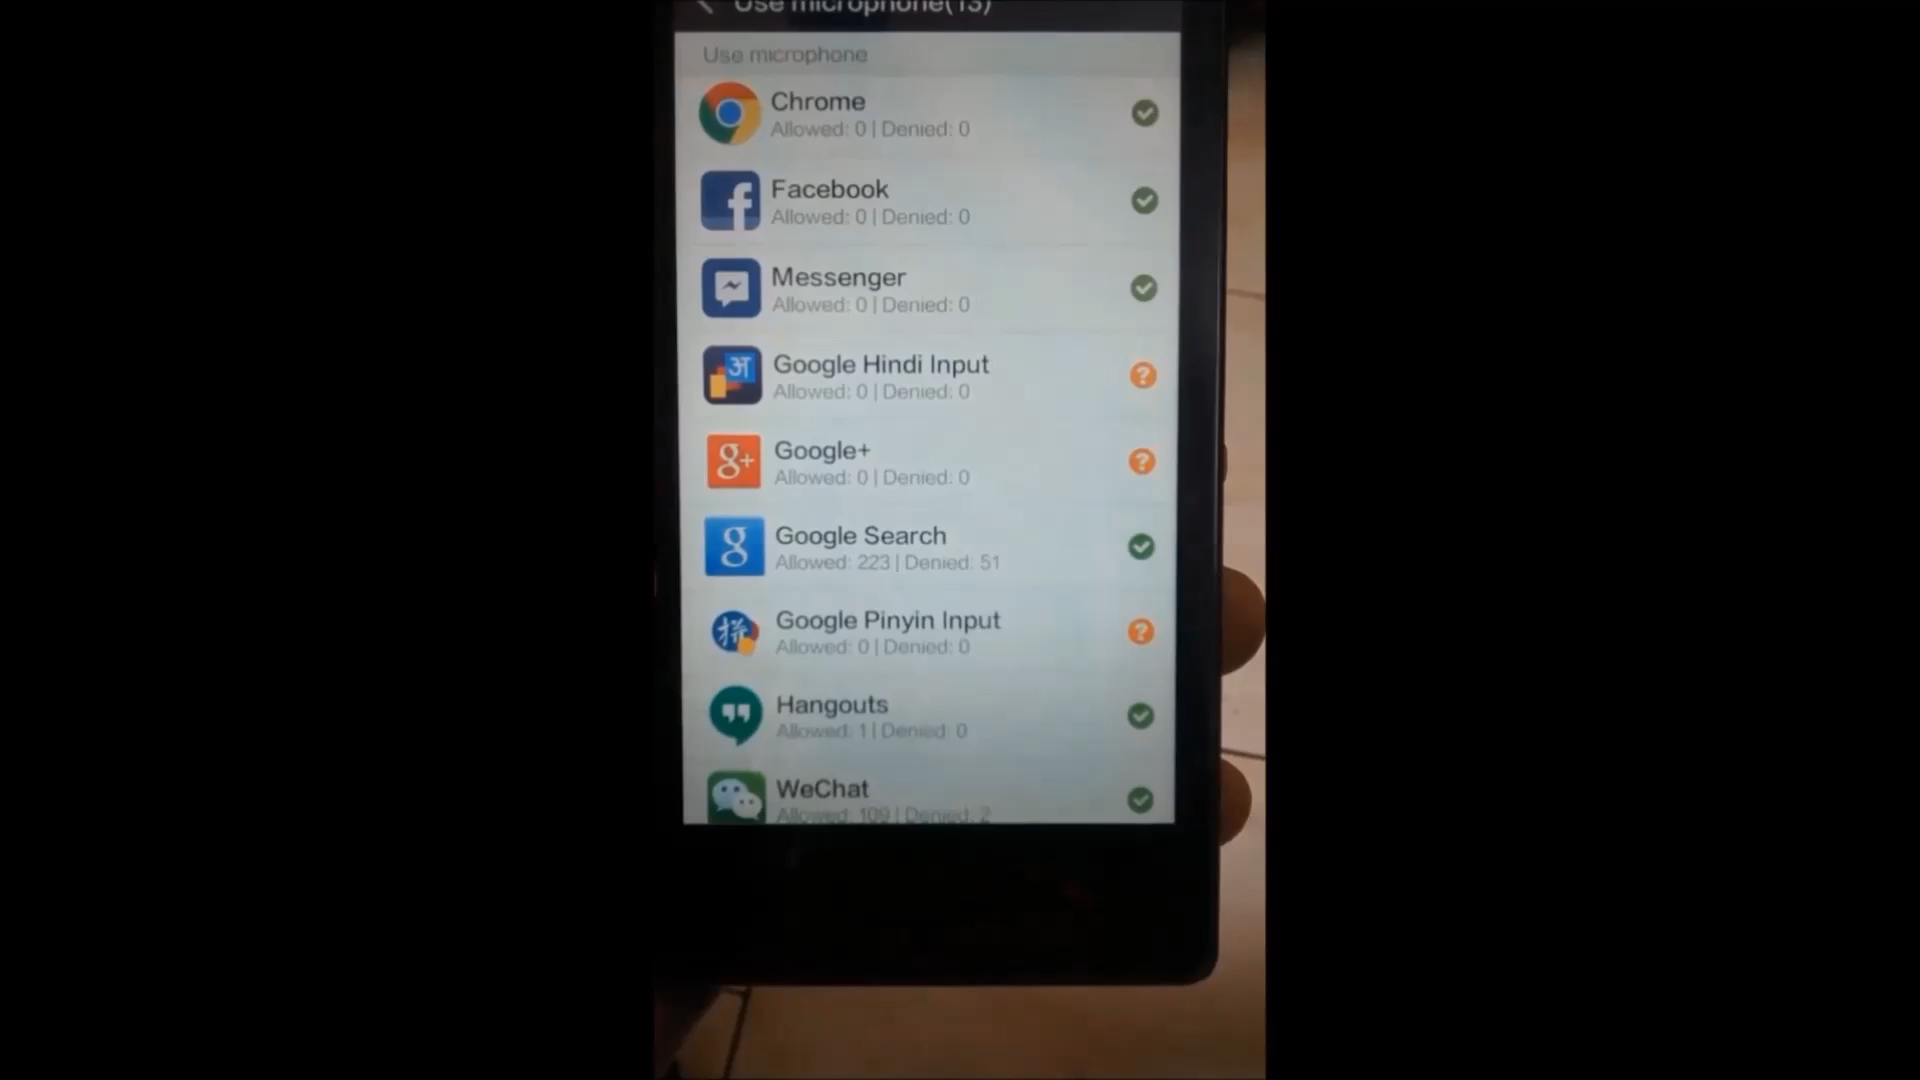 Use microphone(13)
Use microphone
Chrome
Allowed: 0 | Denied: 0
Facebook
Allowed: 0 | Denied: 0
Messenger
Allowed: 0 | Denied: 0
अ
Google Hindi Input
Allowed: 0 | Denied: 0
g+
Google+
Allowed: 0 | Denied: 0
g
Google Search
Allowed: 223 | Denied: 51
拼
Google Pinyin Input
Allowed: 0 | Denied: 0
Hangouts
Allowed: 1 | Denied: 0
WeChat
Allowed: 109 | Denied: 2